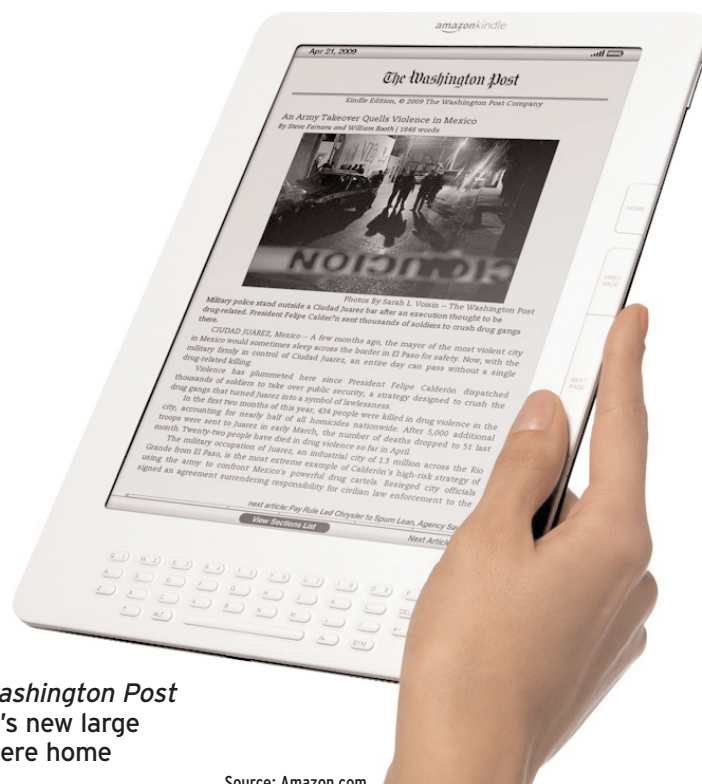 amazonkindle
Apr 21, 2009
The Washington Post
Kindle Edition, © 2009 The Washington Post Company
An Army Takeover Quells Violence in Mexico
By Steve Fainaru and William Booth | 1848 words
Photos By Sarah L. Voisin -- The Washington Post
Military police stand outside a Ciudad Juarez bar after an execution thought to be
drug-related. President Felipe Calder?n sent thousands of soldiers to crush drug gangs
there.
CIUDAD JUAREZ, Mexico -- A few months ago, the mayor of the most violent city
in Mexico would sometimes sleep across the border in El Paso for safety. Now, with the
military firmly in control of Ciudad Juarez, an entire day can pass without a single
drug-related killing.
Violence has plummeted here since President Felipe Calderón dispatched
thousands of soldiers to take over public security, a strategy designed to crush the
drug gangs that turned Juarez into a symbol of lawlessness.
In the first two months of this year, 434 people were killed in drug violence in the
city, accounting for nearly half of all homicides nationwide. After 5,000 additional
troops were sent to Juarez in early March, the number of deaths dropped to 51 last
month. Twenty-two people have died in drug violence so far in April.
The military occupation of Juarez, an industrial city of 1.3 million across the Rio
Grande from El Paso, is the most extreme example of Calderón's high-risk strategy of
using the army to confront Mexico's powerful drug cartels. Besieged city officials
signed an agreement surrendering responsibility for civilian law enforcement to the
next article: Pay Rule Led Chrysler to Spurn Loan, Agency
View Sections List
Next Artic
HOME
PREV
PAGE
NEXT
PAGE
ALT
SYM
DEL
ashington Post
's new large
ere home
Source: Amazon.com